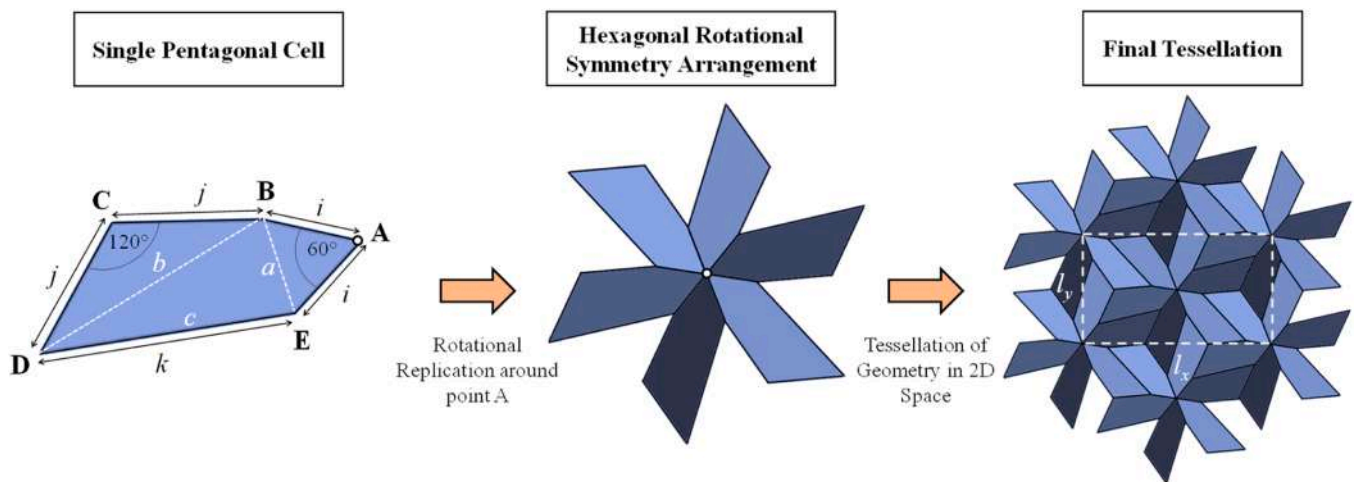 Single Pentagonal Cell
Hexagonal Rotational
Symmetry Arrangement
Final Tessellation
C
j
B
i
A
120°
60°
j
b
a
i
c
E
D
k
Rotational
Replication around
point A
Tessellation of
Geometry in 2D
Space
l_y
l_x